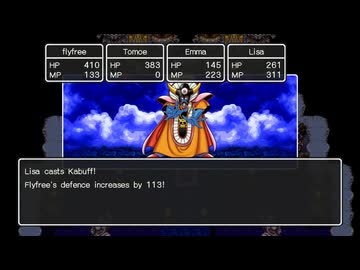 flyfree Tomoe Emma Lisa
HP 410 HP 383 HP 145 HP 261
MP 133 MP 0 MP 223 MP 311
Lisa casts Kabuff!
Flyfree's defence increases by 113!